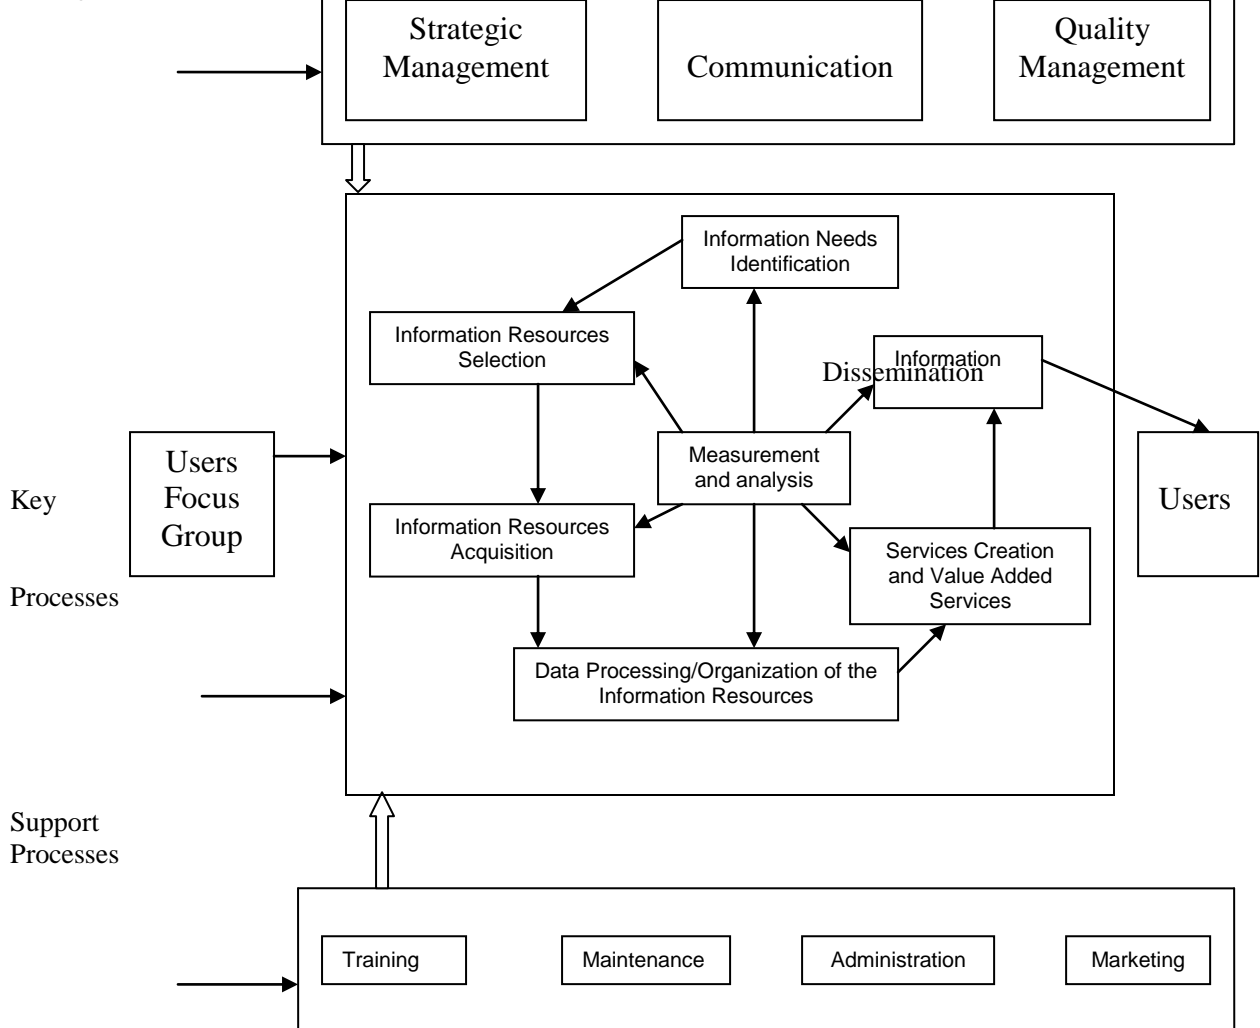 Strategic
Management
Communication
Quality
Management
Information Needs
Identification
Information Resources
Selection
Information
Dissemination
Users
Focus
Group
Measurement
and analysis
Users
Key
Information Resources
Acquisition
Services Creation
and Value Added
Services
Processes
Data Processing/Organization of the
Information Resources
Support
Processes
Training
Maintenance
Administration
Marketing